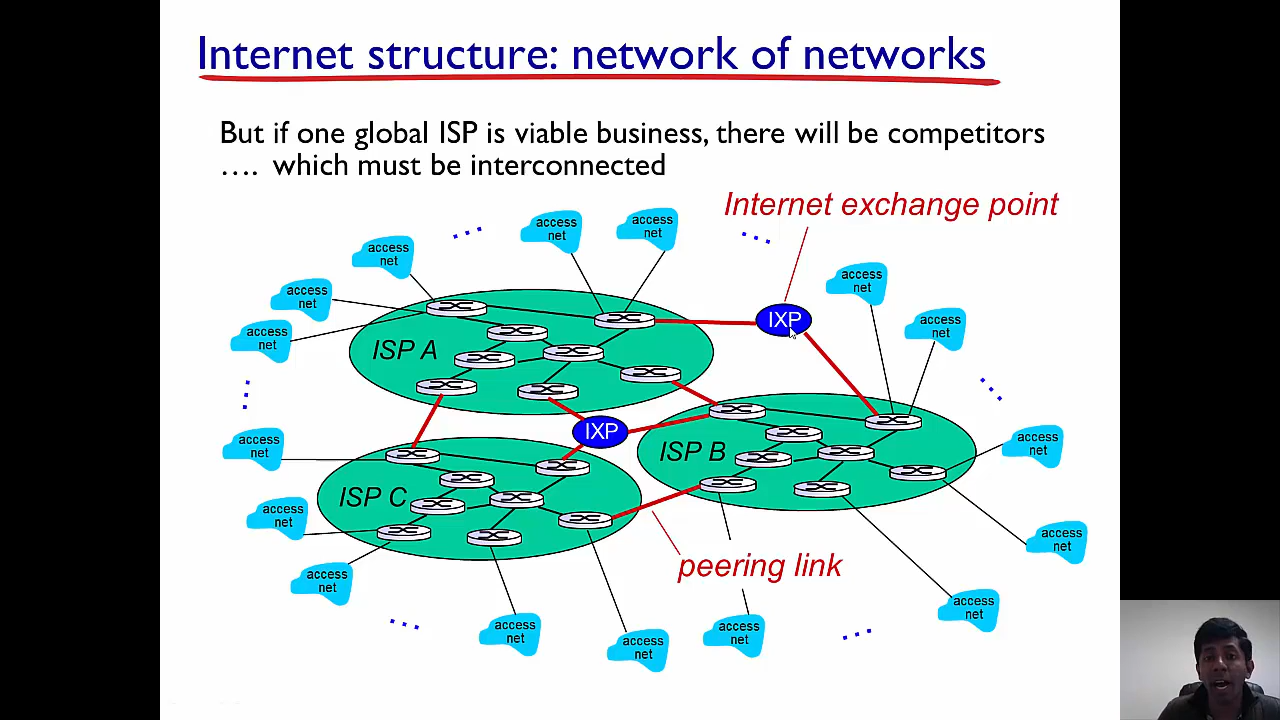 Internet structure: network of networks
But if one global ISP is viable business, there will be competitors
.... which must be interconnected
Internet exchange point
access
net
access
net
access
net
access
net
access
net
access
net
access
net
IXP
ISP A
IXP
ISP B
access
net
access
net
ISP C
access
net
access
net
peering link
access
net
access
net
access
net
access
net
access
net